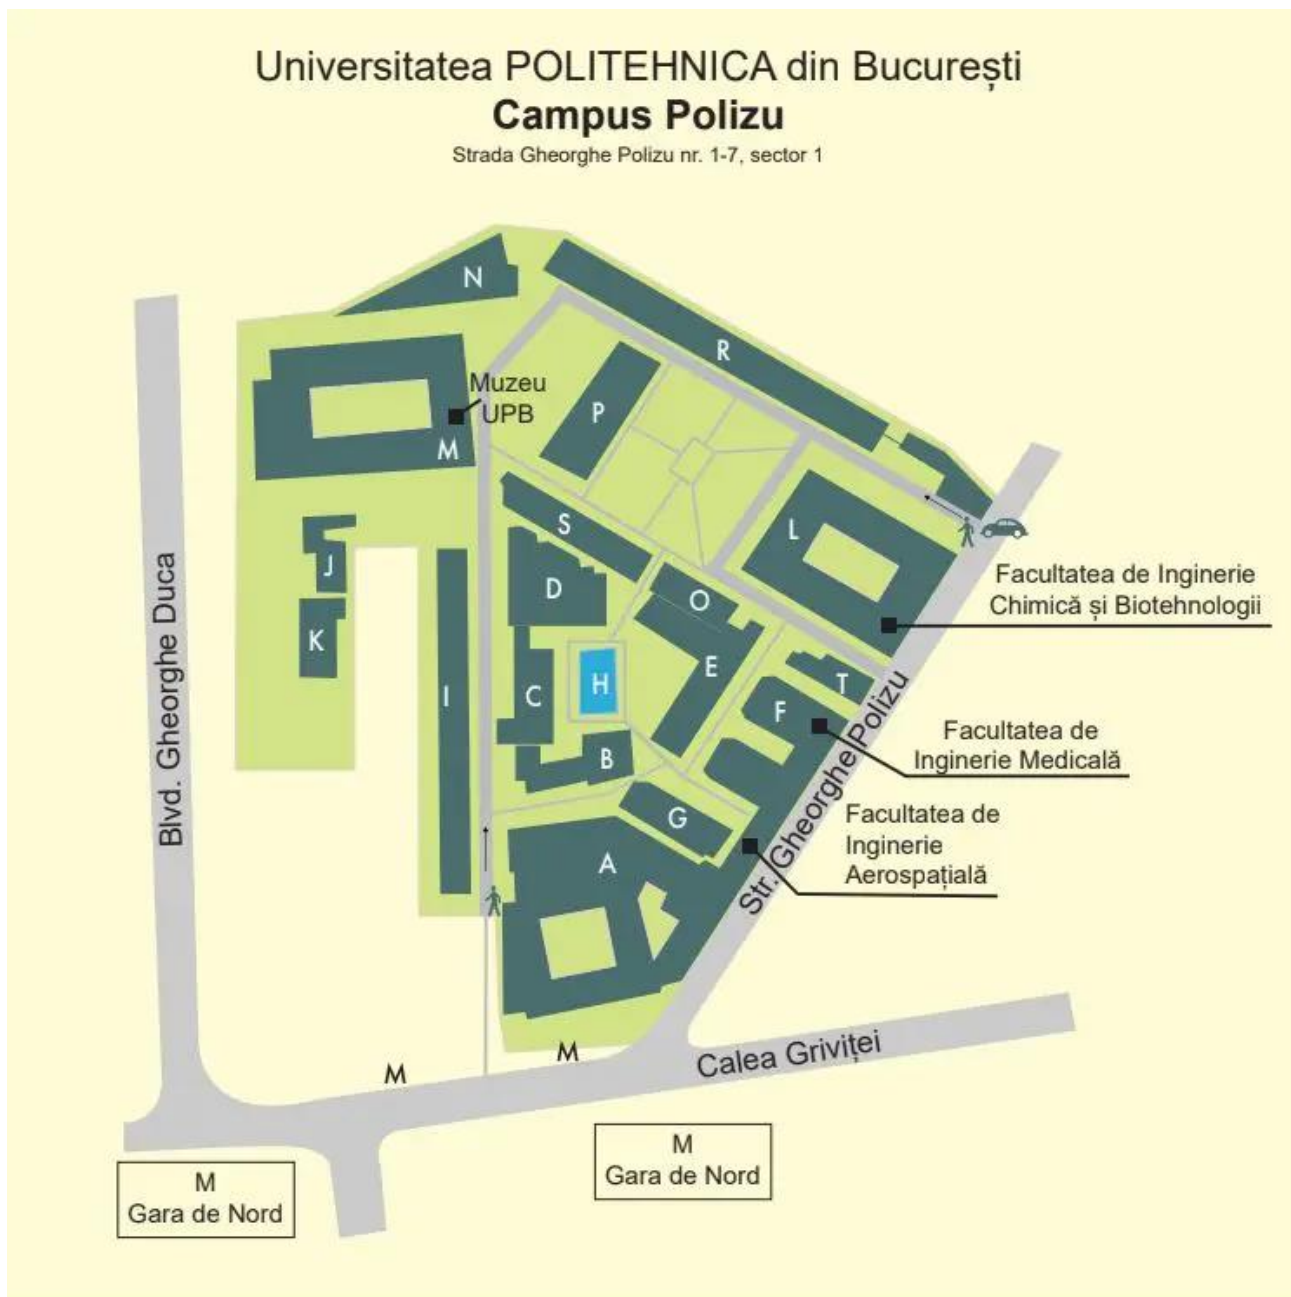 Universitatea POLITEHNICA din București
Campus Polizu
Strada Gheorghe Polizu nr. 1-7, sector 1
N
R
Muzeu
UPB
P
M
S
L
J
D
O
Facultatea de Inginerie
Chimică și Biotehnologii
K
E
I
C
H
T
F
B
Facultatea de
Inginerie Medicală
G
A
Facultatea de
Inginerie
Aerospațială
Blvd. Gheorghe Duca
Str. Gheorghe Polizu
M
M
Calea Griviței
M
Gara de Nord
M
Gara de Nord